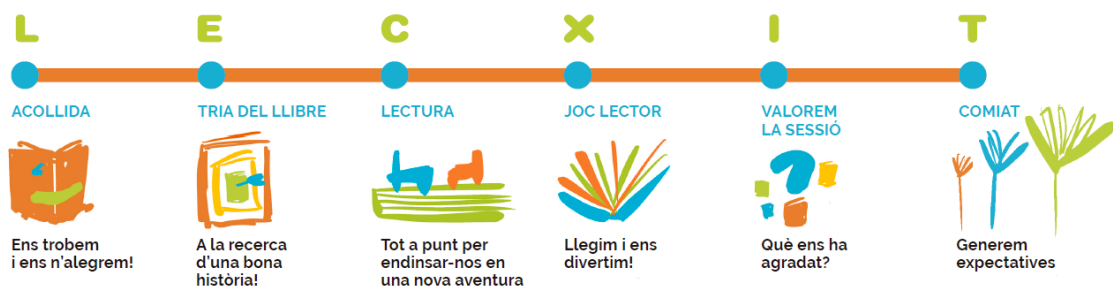 L E C X I T
ACOLLIDA
TRIA DEL LLIBRE
LECTURA
JOC LECTOR
VALOREM
LA SESSIÓ
COMIAT
Ens trobem
i ens n'alegrem!
A la recerca
d'una bona
història!
Tot a punt per
endinsar-nos en
una nova aventura
Llegim i ens
divertim!
Què ens ha
agradat?
Generem
expectatives